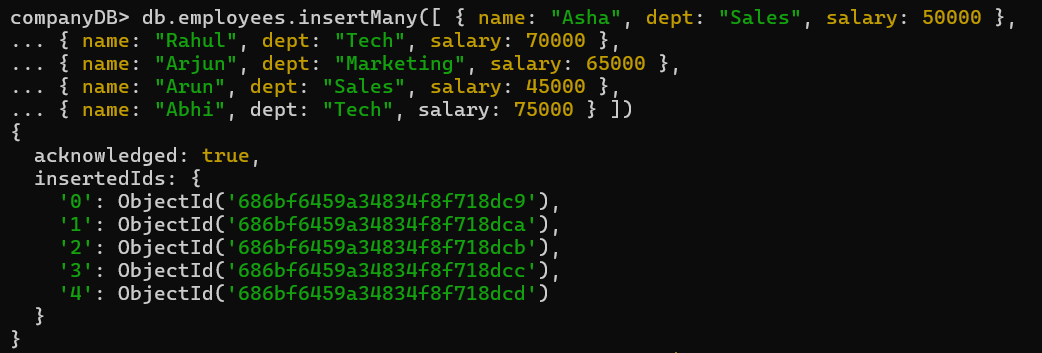 companyDB> db.employees.insertMany([ { name: "Asha", dept: "Sales", salary: 50000 },
... { name: "Rahul", dept: "Tech", salary: 70000 },
... { name: "Arjun", dept: "Marketing", salary: 65000 },
... { name: "Arun", dept: "Sales", salary: 45000 },
... { name: "Abhi", dept: "Tech", salary: 75000 } ])
{
  acknowledged: true,
  insertedIds: {
    '0': ObjectId('686bf6459a34834f8f718dc9'),
    '1': ObjectId('686bf6459a34834f8f718dca'),
    '2': ObjectId('686bf6459a34834f8f718dcb'),
    '3': ObjectId('686bf6459a34834f8f718dcc'),
    '4': ObjectId('686bf6459a34834f8f718dcd')
  }
}